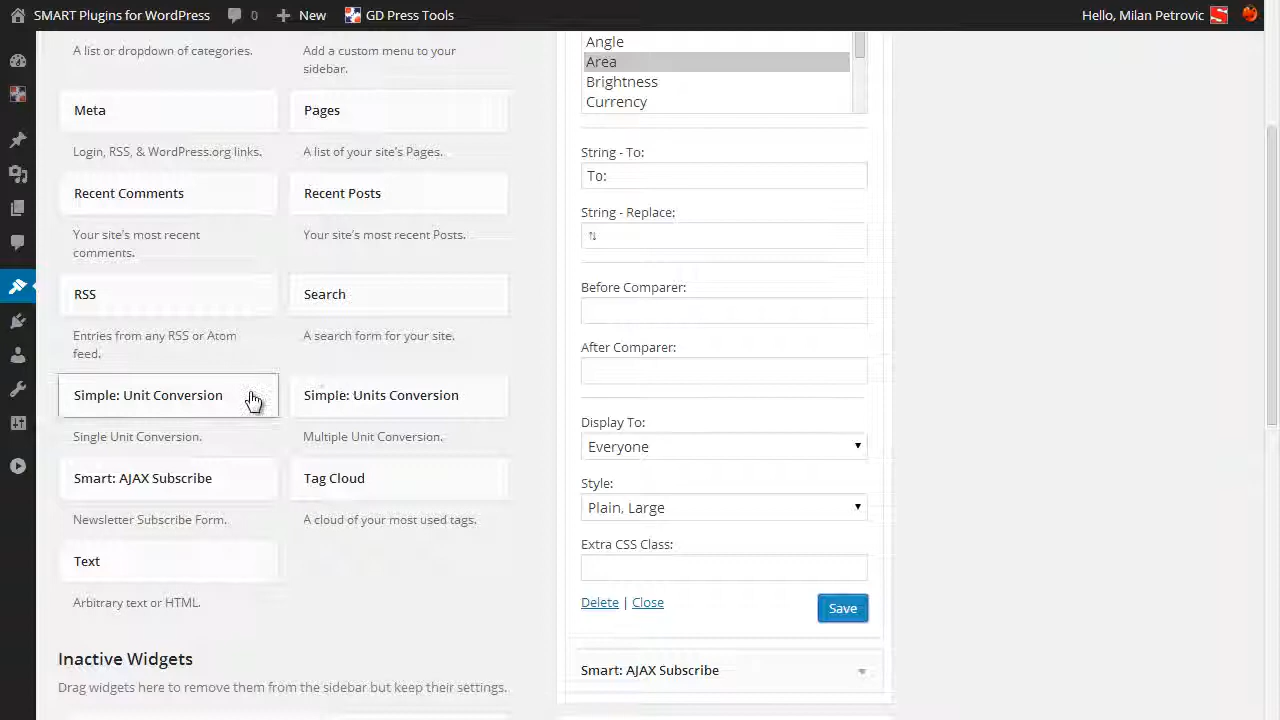 SMART Plugins for WordPress 0 New GD Press Tools Hello, Milan Petrovic
A list or dropdown of categories.
Add a custom menu to your
sidebar.
Meta
Pages
Login, RSS, & WordPress.org links.
A list of your site's Pages.
Recent Comments
Recent Posts
Your site's most recent
comments.
Your site's most recent Posts.
RSS
Search
Entries from any RSS or Atom
feed.
A search form for your site.
Simple: Unit Conversion
Simple: Units Conversion
Single Unit Conversion.
Multiple Unit Conversion.
Smart: AJAX Subscribe
Tag Cloud
Newsletter Subscribe Form.
A cloud of your most used tags.
Text
Arbitrary text or HTML.
Inactive Widgets
Drag widgets here to remove them from the sidebar but keep their settings.
Angle
Area
Brightness
Currency
String - To:
To:
String - Replace:
⇅
Before Comparer:
After Comparer:
Display To:
Everyone
Style:
Plain, Large
Extra CSS Class:
Delete | Close
Save
Smart: AJAX Subscribe